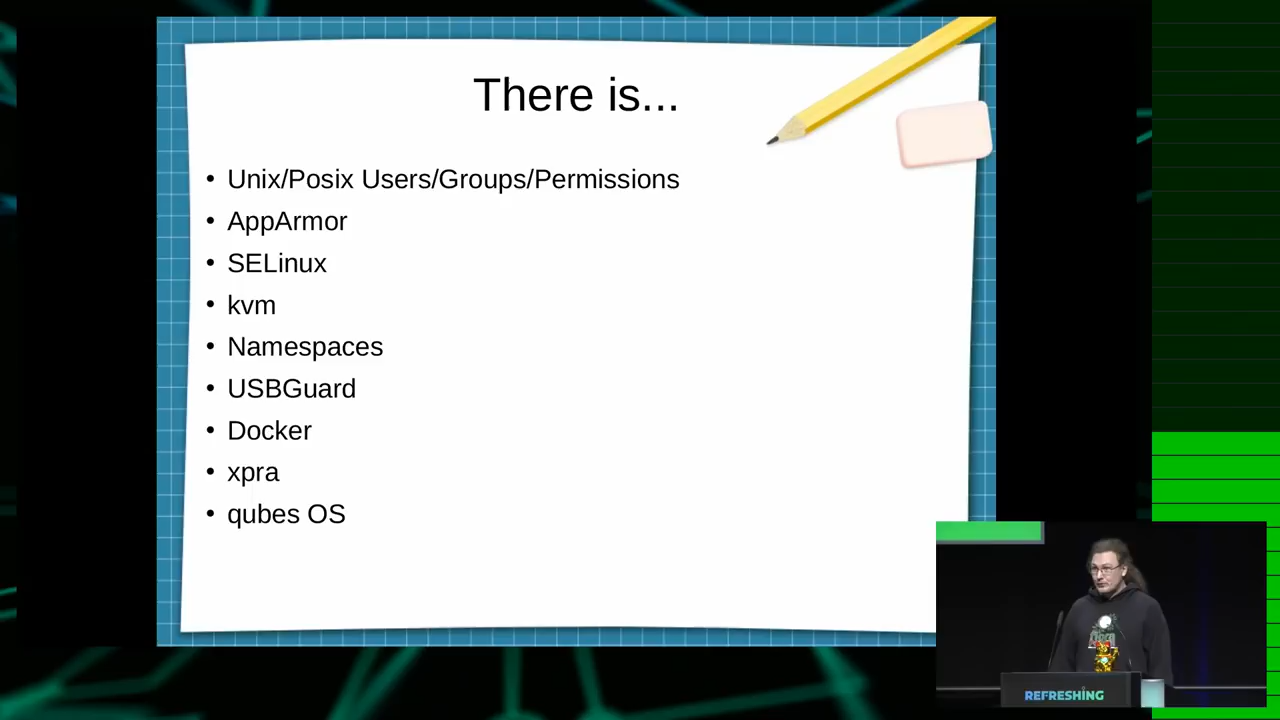 There is...
• Unix/Posix Users/Groups/Permissions
• AppArmor
• SELinux
• kvm
• Namespaces
• USBGuard
• Docker
• xpra
• qubes OS
REFRESHING